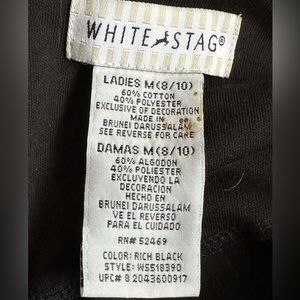 WHITE STAG®
LADIES M (8/10)
60% COTTON
40% POLYESTER
EXCLUSIVE OF DECORATION
MADE IN
BRUNEI DARUSSALAM
SEE REVERSE FOR CARE
DAMAS M (8/10)
60% ALGODON
40% POLIESTER
EXCLUYENDO LA
DECORACION
HECHO EN
BRUNEI DARUSSALAM
VE EL REVERSO
PARA EL CUIDADO
RN# 52469
COLOR: RICH BLACK
STYLE: WS518390
UPC# 8 2043600917